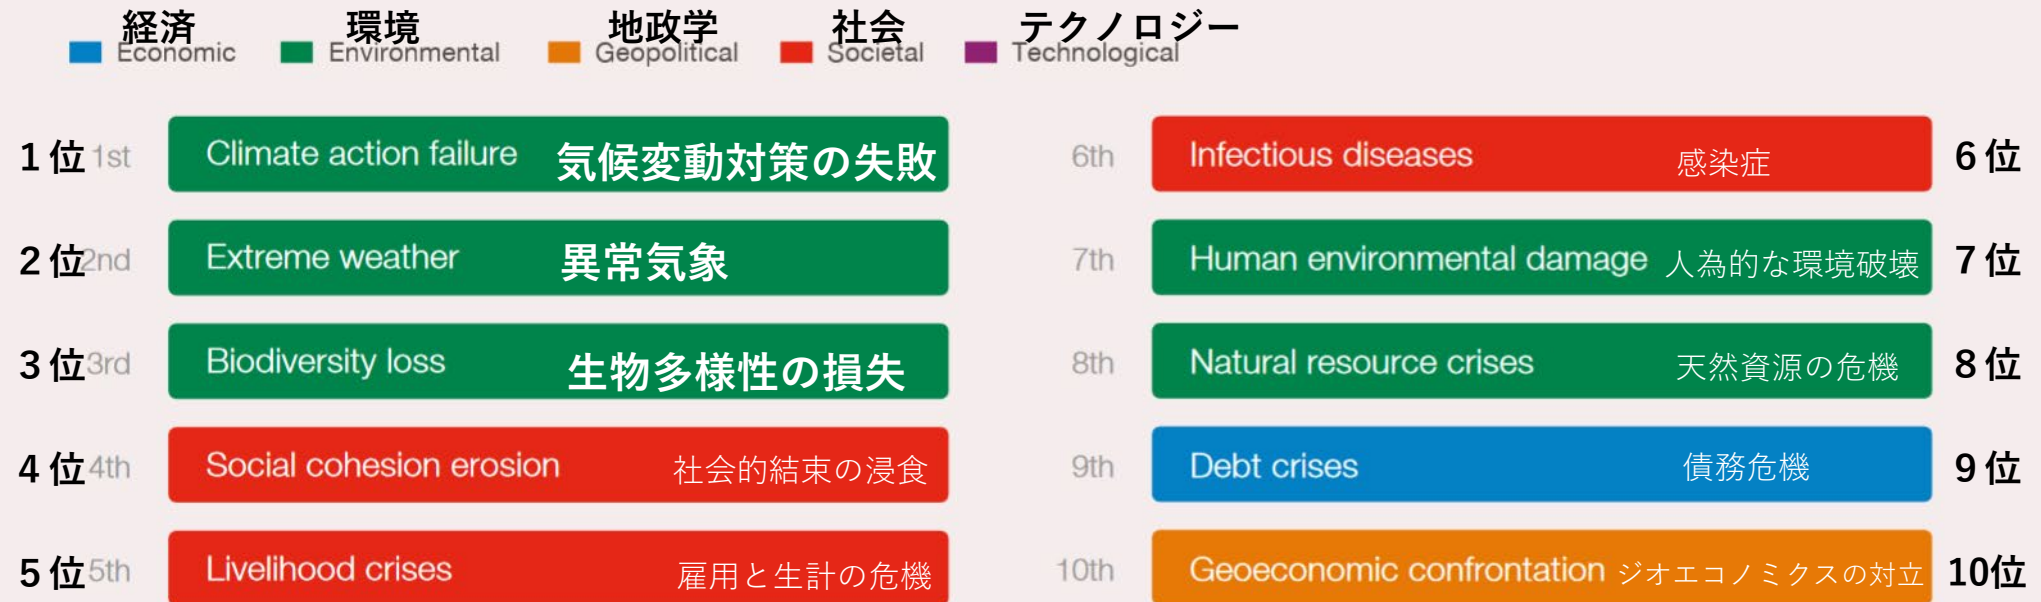 経済 環境 地政学 社会 テクノロジー
Economic Environmental Geopolitical Societal Technological
1位 1st Climate action failure 気候変動対策の失敗
2位 2nd Extreme weather 異常気象
3位 3rd Biodiversity loss 生物多様性の損失
4位 4th Social cohesion erosion 社会的結束の浸食
5位 5th Livelihood crises 雇用と生計の危機
6th Infectious diseases 感染症 6位
7th Human environmental damage 人為的な環境破壊 7位
8th Natural resource crises 天然資源の危機 8位
9th Debt crises 債務危機 9位
10th Geoeconomic confrontation ジオエコノミクスの対立 10位